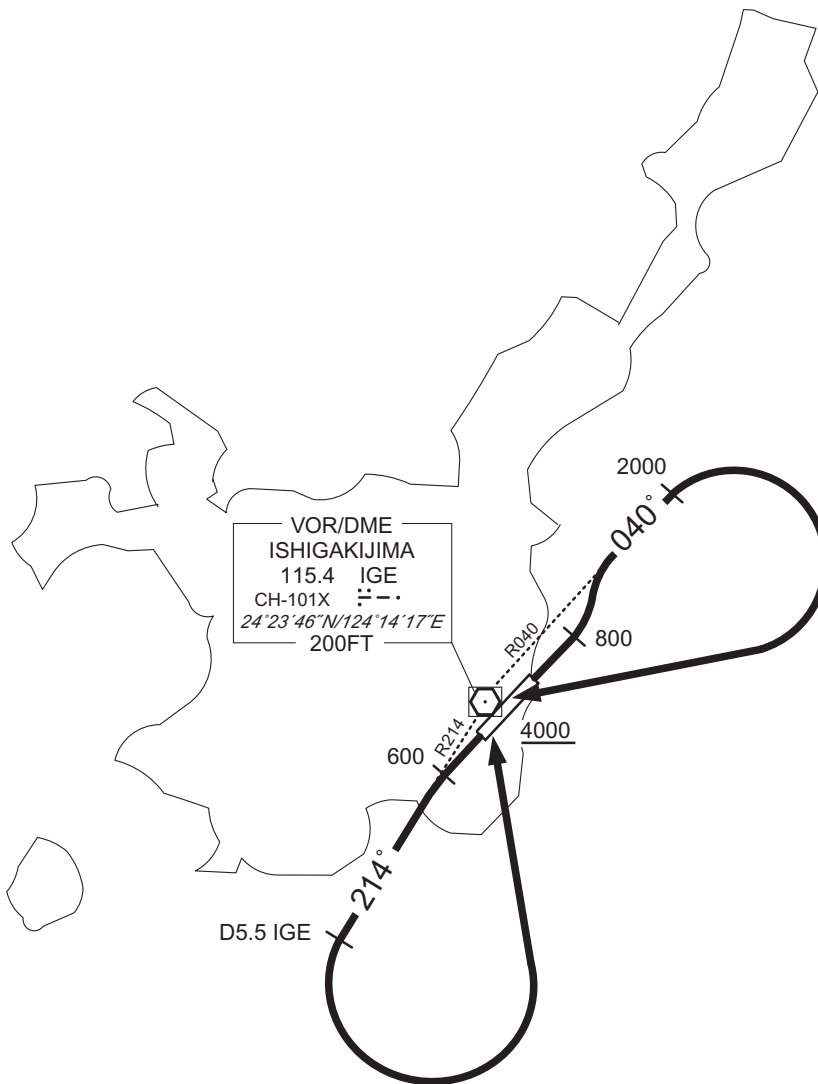 2000
040°
VOR/DME
ISHIGAKIJIMA
115.4 IGE
CH-101X
24°23´46˝N/124°14´17˝E
200FT
R040
800
R214
4000
600
214°
D5.5 IGE